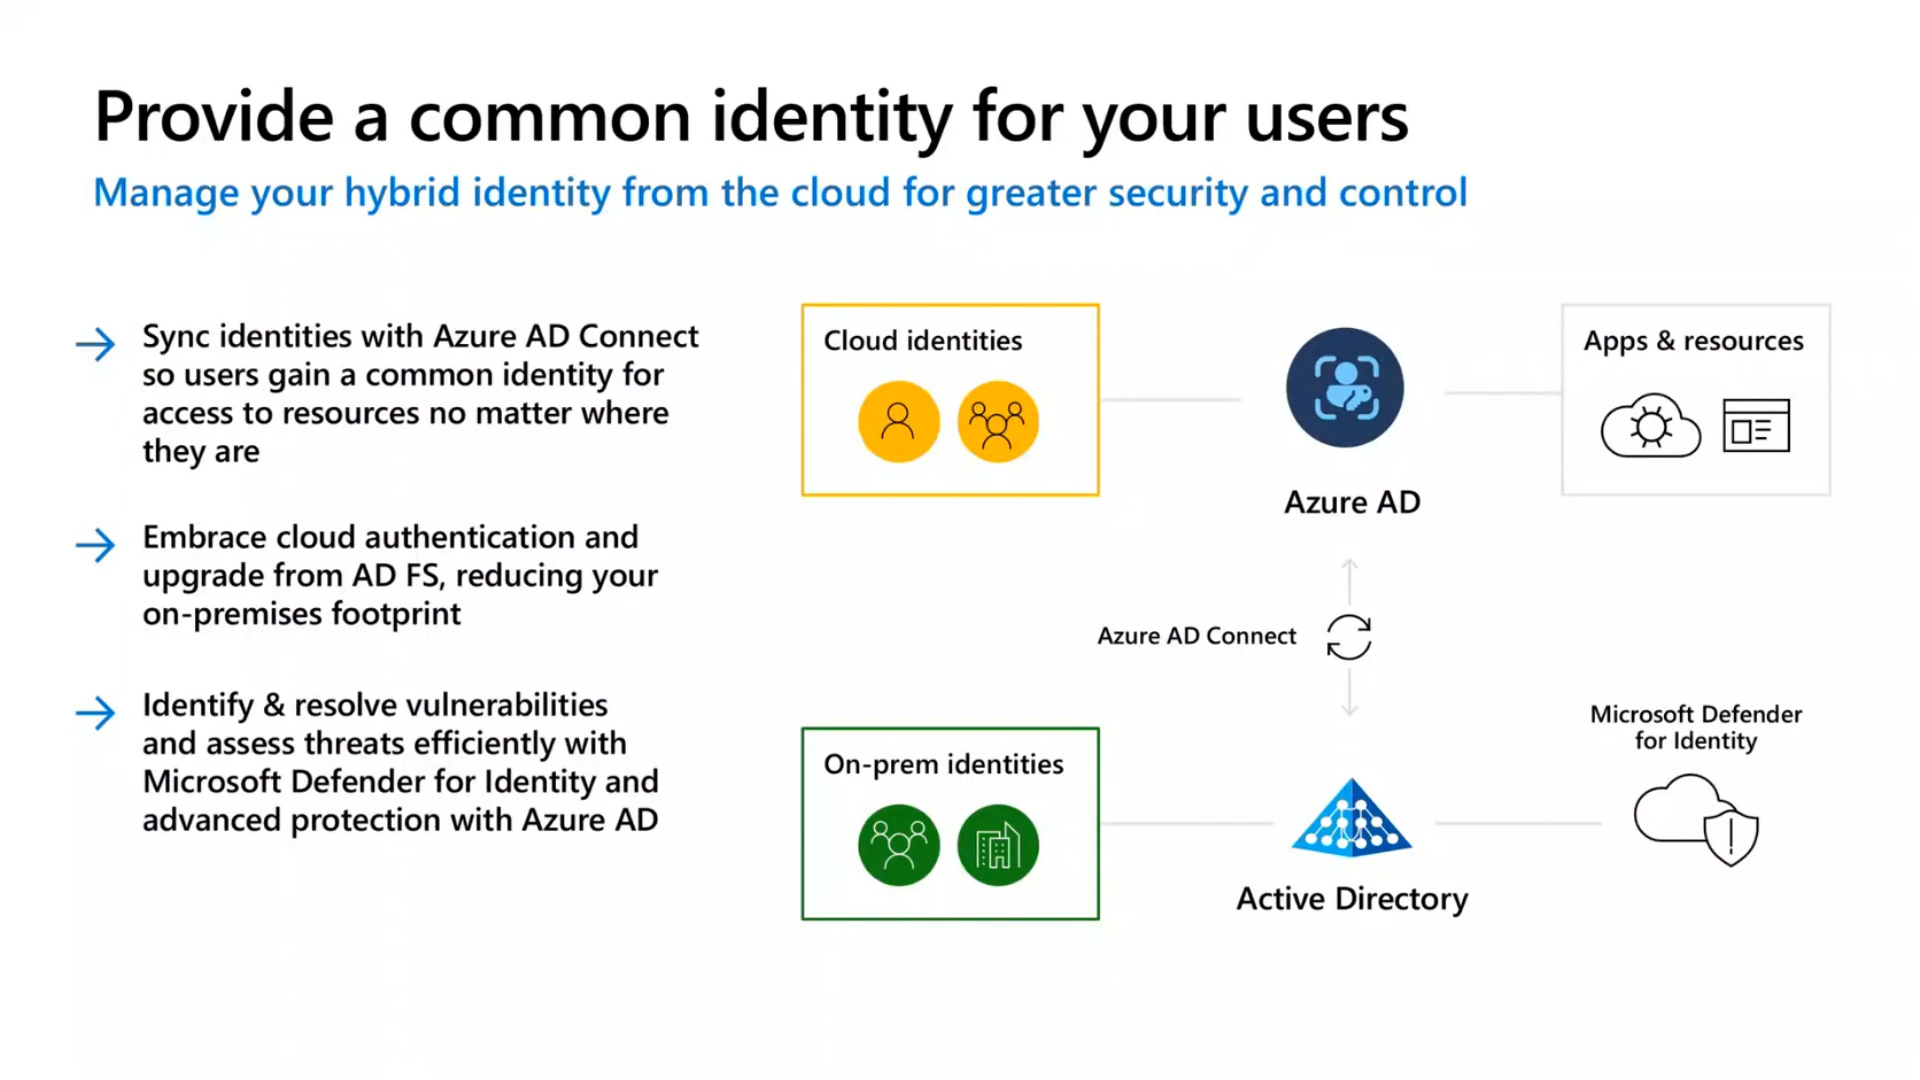 Provide a common identity for your users
Manage your hybrid identity from the cloud for greater security and control
Sync identities with Azure AD Connect
so users gain a common identity for
access to resources no matter where
they are
Embrace cloud authentication and
upgrade from AD FS, reducing your
on-premises footprint
Identify & resolve vulnerabilities
and assess threats efficiently with
Microsoft Defender for Identity and
advanced protection with Azure AD
Cloud identities
Azure AD
Apps & resources
Azure AD Connect
On-prem identities
Active Directory
Microsoft Defender
for Identity